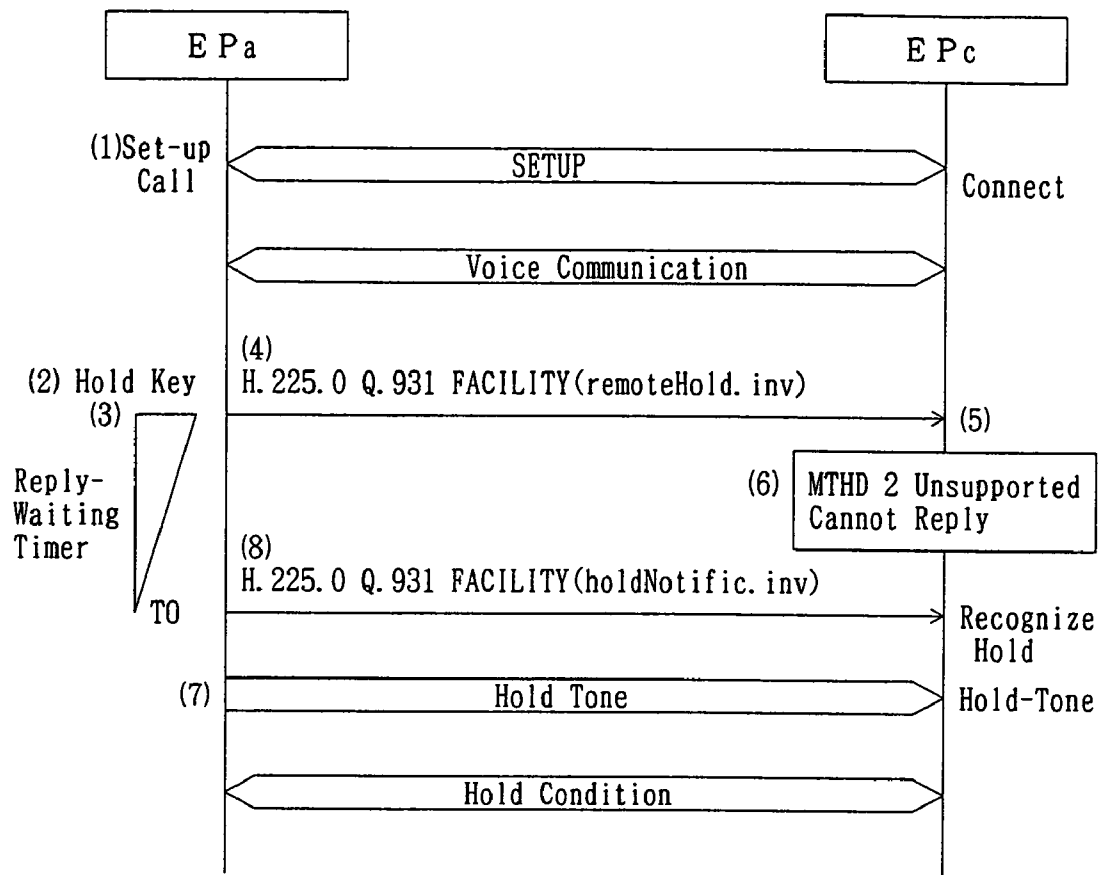 EPa
EPc
(1)Set-up
Call
SETUP
Connect
Voice Communication
(4)
(2) Hold Key
H.225.0 Q.931 FACILITY(remoteHold.inv)
(3)
(5)
Reply-
Waiting
Timer
(6)
MTHD 2 Unsupported
Cannot Reply
(8)
H.225.0 Q.931 FACILITY(holdNotific.inv)
TO
Recognize
Hold
(7)
Hold Tone
Hold-Tone
Hold Condition